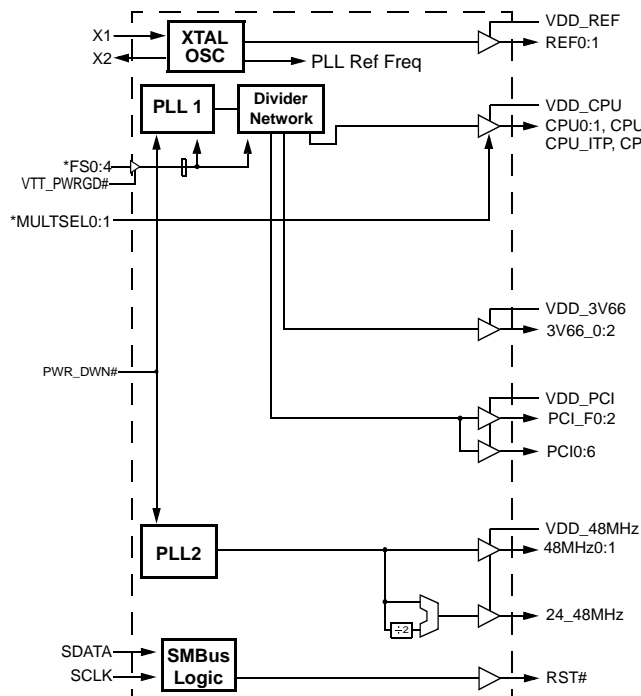 X1
X2
XTAL
OSC
VDD_REF
REF0:1
PLL Ref Freq
PLL 1
Divider
Network
VDD_CPU
CPU0:1, CPU
CPU_ITP, CP
*FS0:4
VTT_PWRGD#
*MULTSEL0:1
VDD_3V66
3V66_0:2
PWR_DWN#
VDD_PCI
PCI_F0:2
PCI0:6
PLL2
VDD_48MHz
48MHz0:1
÷2
24_48MHz
SDATA
SCLK
SMBus
Logic
RST#